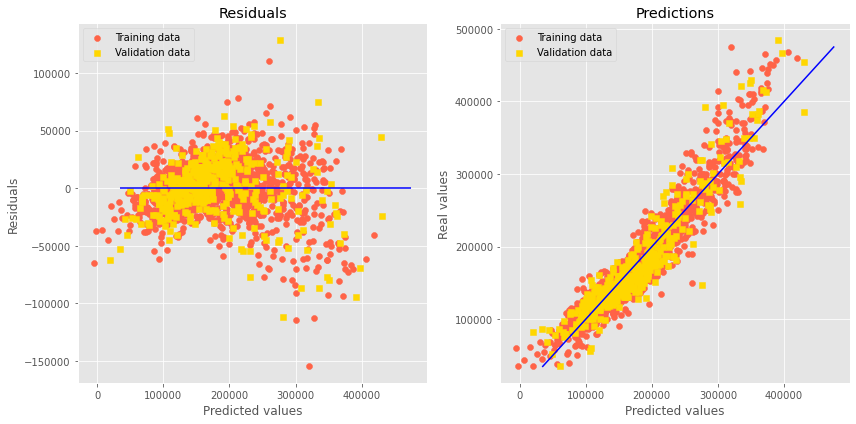 Residuals
Training data
Validation data
100000
50000
0
−50000
−100000
−150000
Residuals
0
100000
200000
300000
400000
Predicted values
Predictions
Training data
Validation data
500000
400000
300000
200000
100000
Real values
0
100000
200000
300000
400000
Predicted values